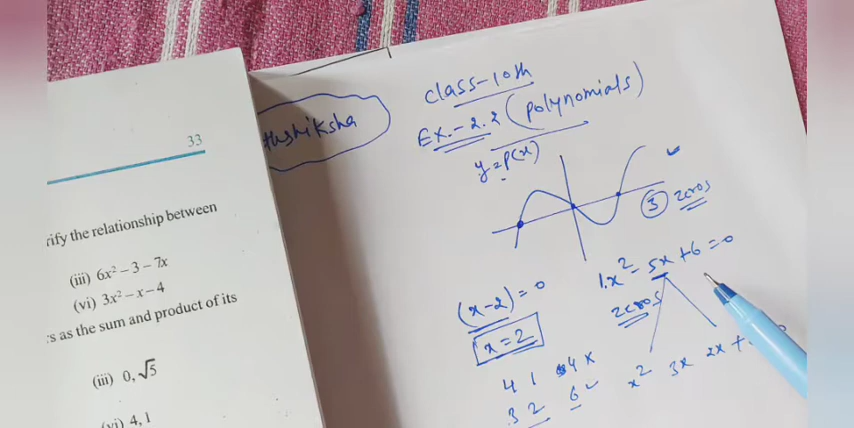 33
rify the relationship between
(iii) 6x² – 3 – 7x
(vi) 3x² – x – 4
rs as the sum and product of its
(iii) 0, √5
(vi) 4, 1
class-10th
Ex.-2.2 (polynomials)
y=p(x)
3 zeros
1.x² - 5x + 6 = 0
zeros
(x-2)=0
x=2
4 1 4 x
3 2 6
x² 3x 2x +